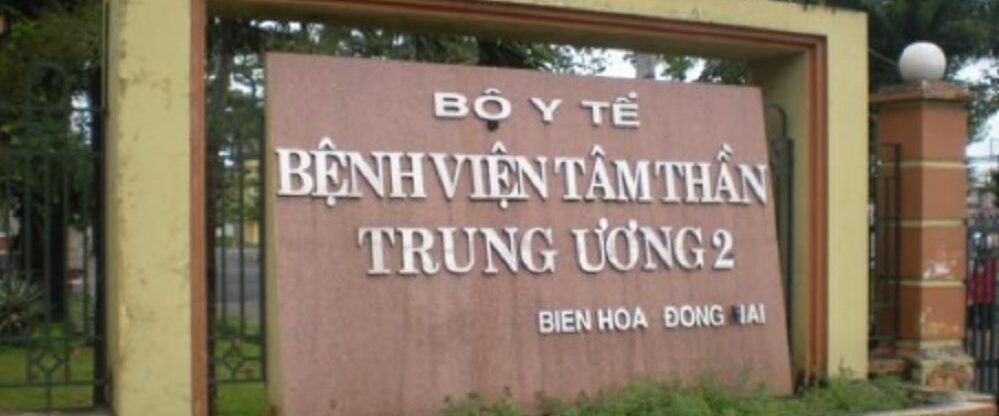 BỘ Y TẾ
BỆNH VIỆN TÂM THẦN
TRUNG ƯƠNG 2
BIEN HOA ĐONG